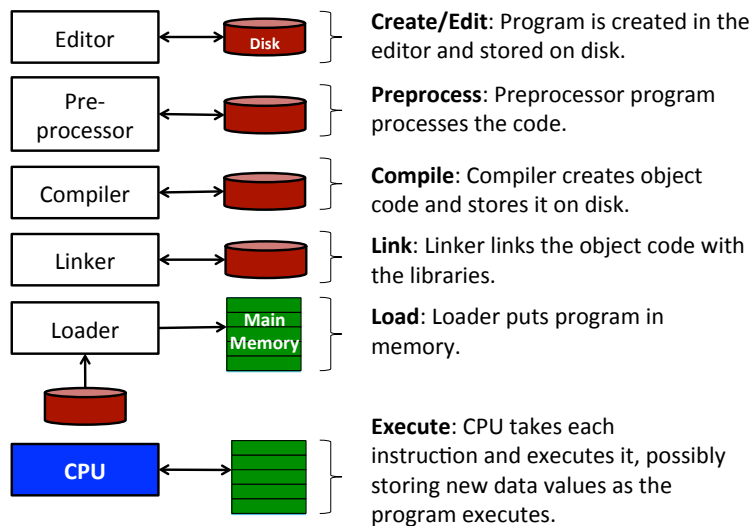 Editor
Disk
Create/Edit: Program is created in the
editor and stored on disk.
Pre-
processor
Preprocess: Preprocessor program
processes the code.
Compiler
Compile: Compiler creates object
code and stores it on disk.
Linker
Link: Linker links the object code with
the libraries.
Loader
Main
Memory
Load: Loader puts program in
memory.
CPU
Execute: CPU takes each
instruction and executes it, possibly
storing new data values as the
program executes.